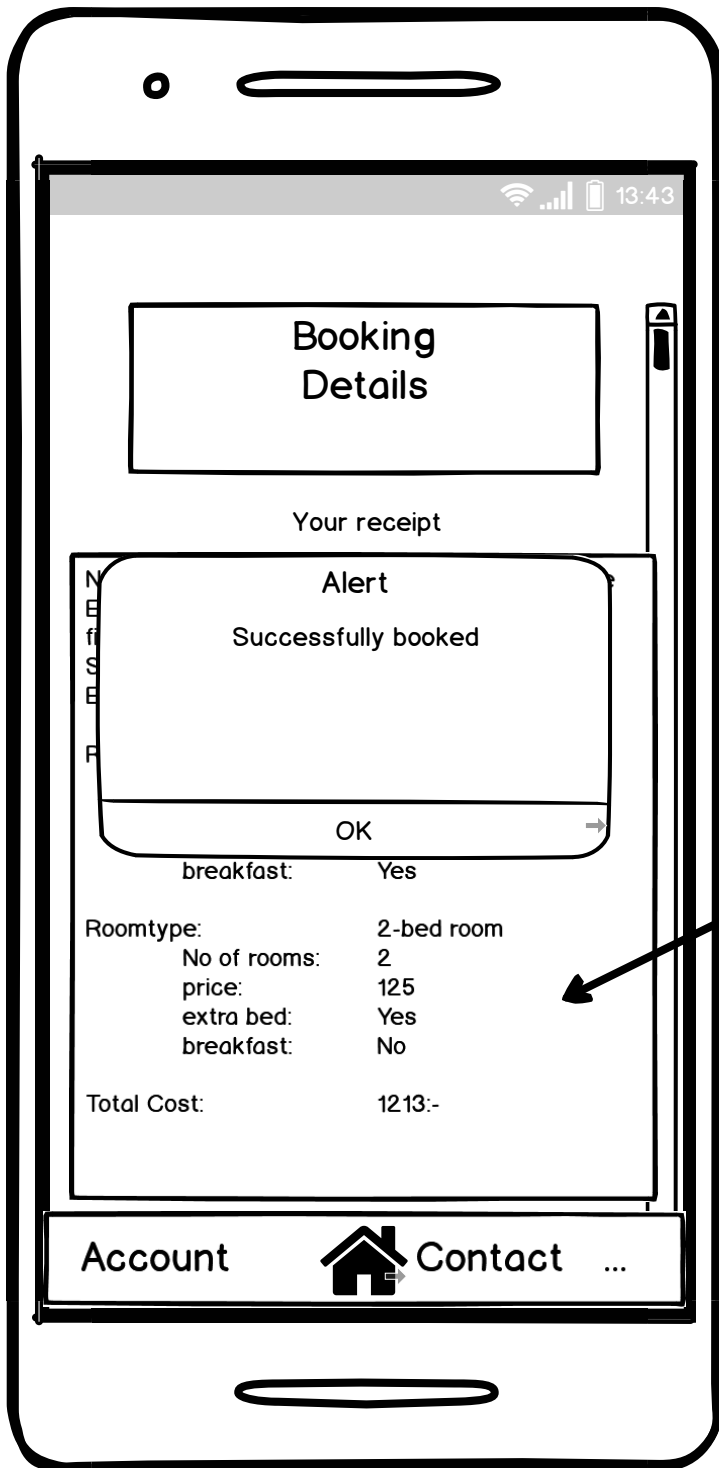 13:43
Booking
Details
Your receipt
Alert
Successfully booked
OK
breakfast: Yes
Roomtype: 2-bed room
No of rooms: 2
price: 125
extra bed: Yes
breakfast: No
Total Cost: 1213:-
Account Contact ...